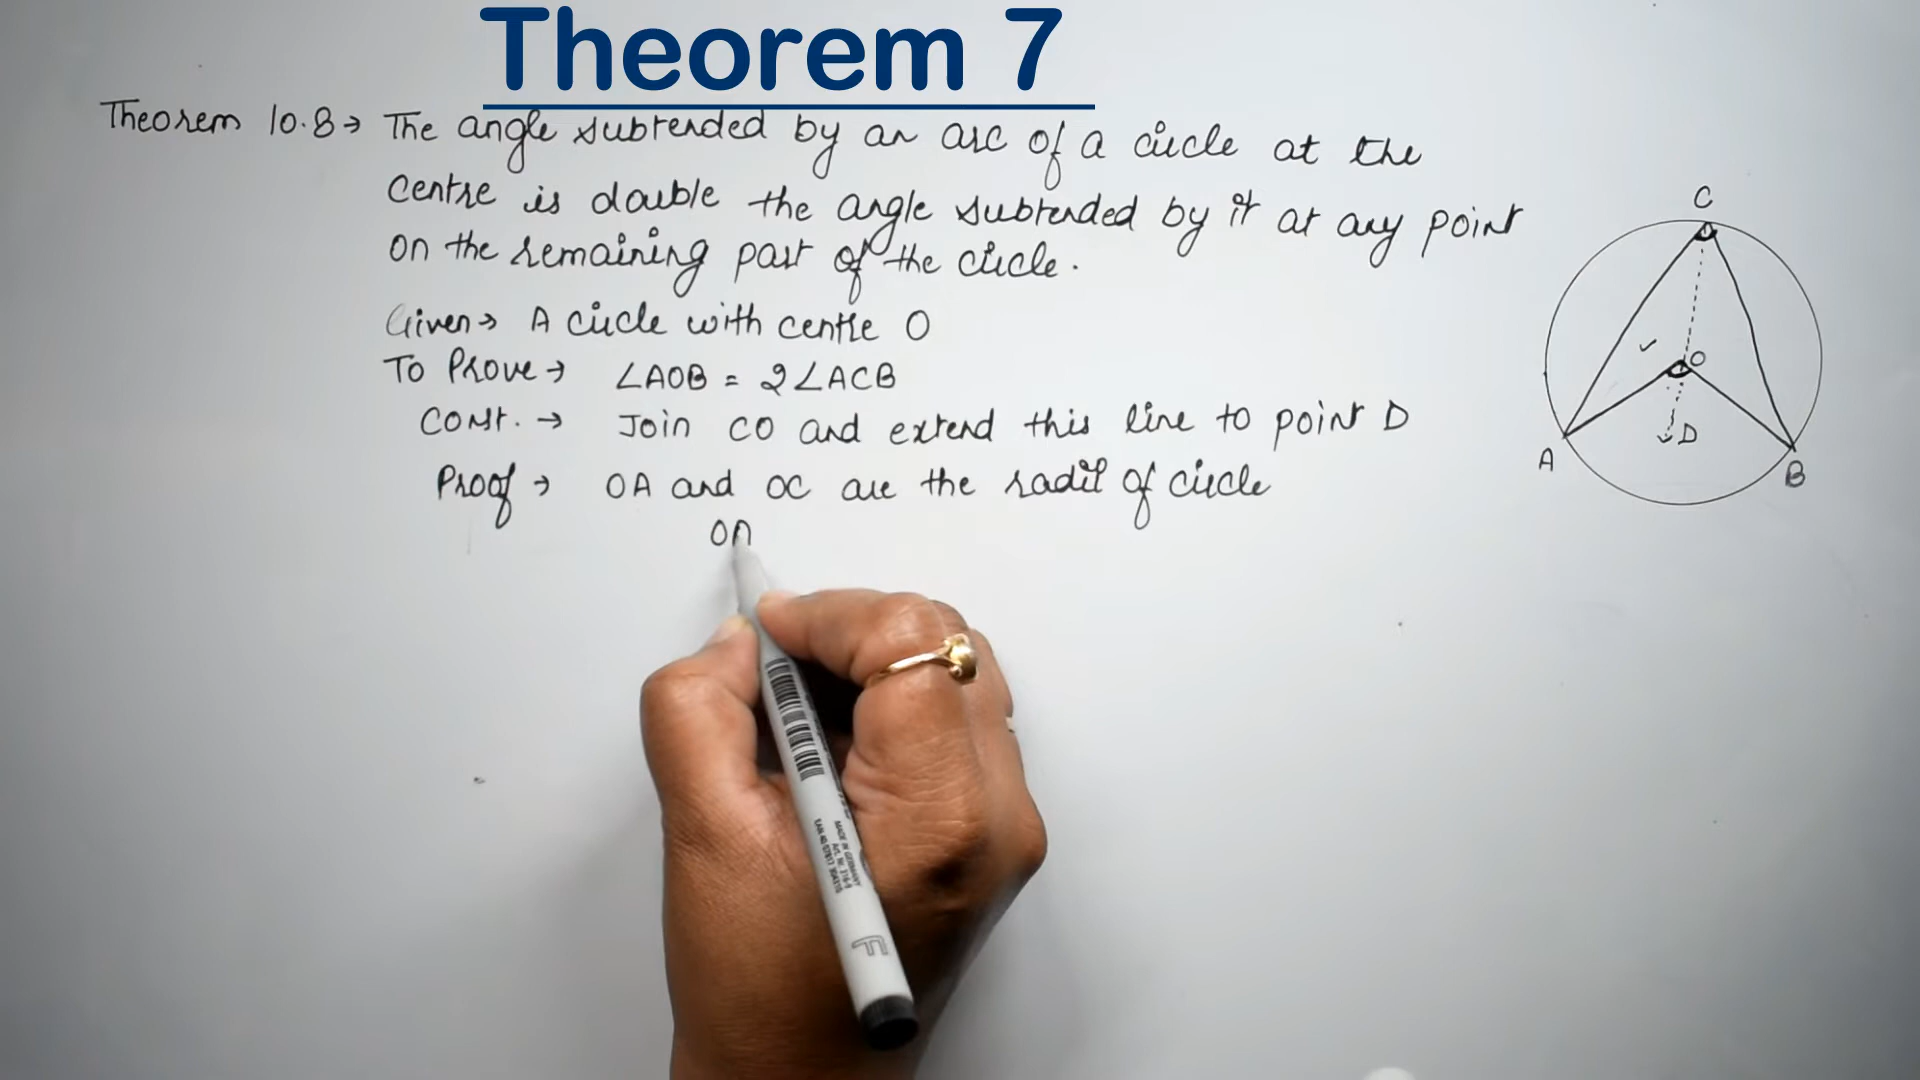 Theorem 7
Theorem 10.8→ The angle subtended by an arc of a circle at the
centre is double the angle subtended by it at any point
on the remaining part of the circle.
Given→ A circle with centre O
To Prove→ ∠AOB = 2∠ACB
Const. → Join CO and extend this line to point D
Proof → OA and OC are the radii of circle
OA
C
O
D
A
B
MADE IN GERMANY
F